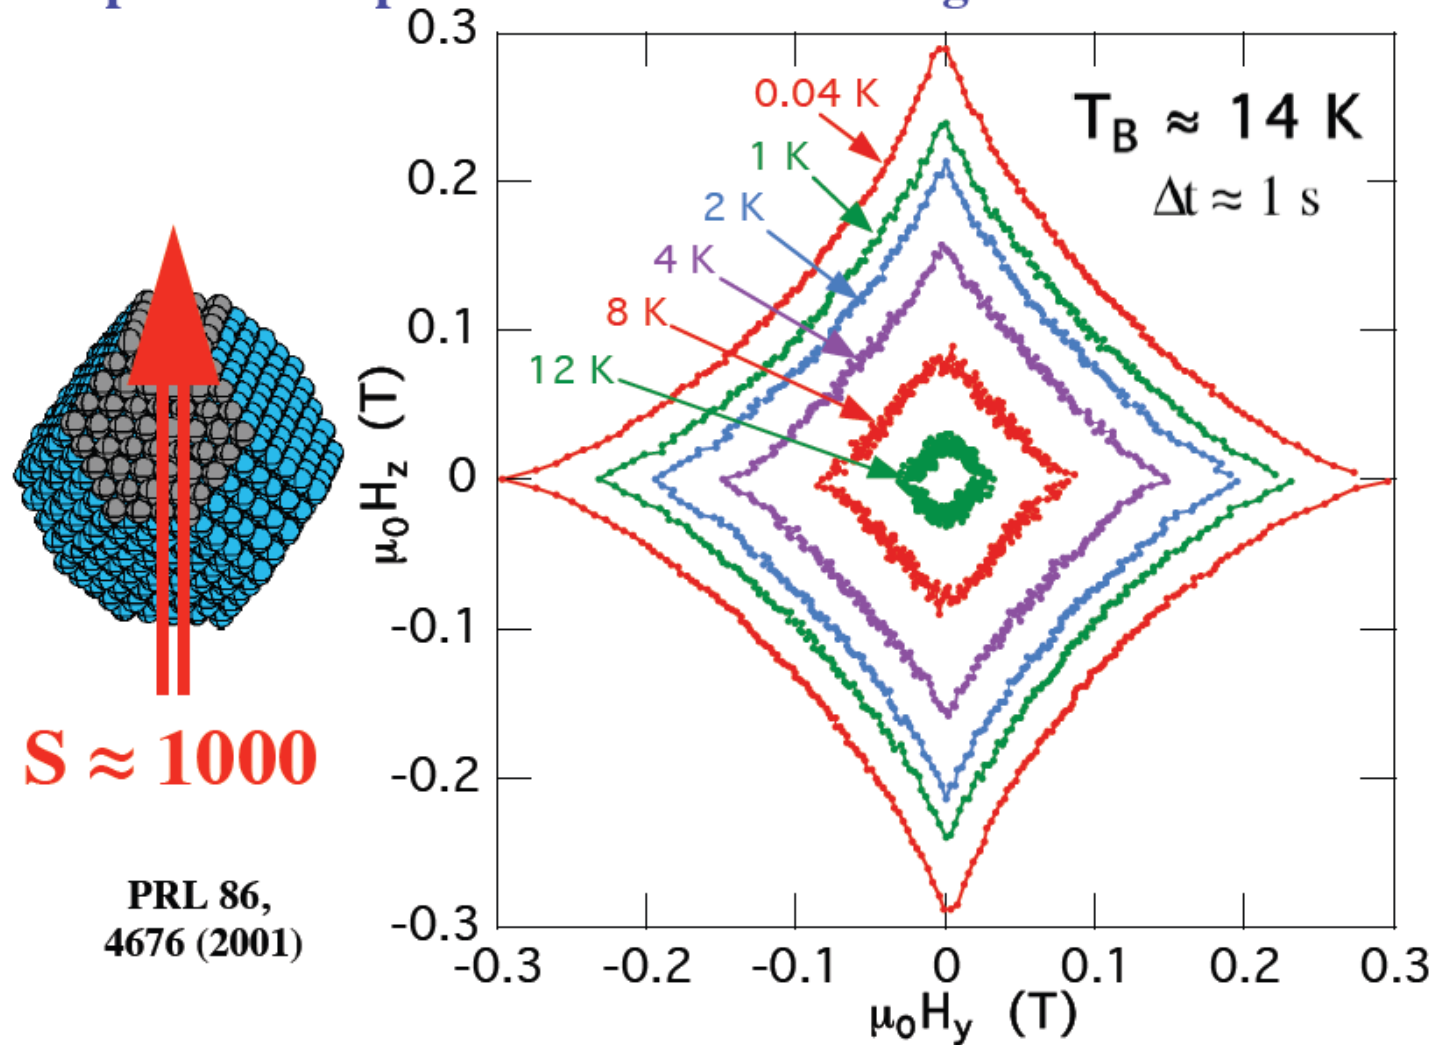 0.3
0.04 K
T_B ≈ 14 K
1 K
0.2
Δt ≈ 1 s
2 K
4 K
8 K
0.1
12 K
μ₀H_z (T)
0
-0.1
S ≈ 1000
-0.2
PRL 86,
4676 (2001)
-0.3
-0.3 -0.2 -0.1 0 0.1 0.2 0.3
μ₀H_y (T)